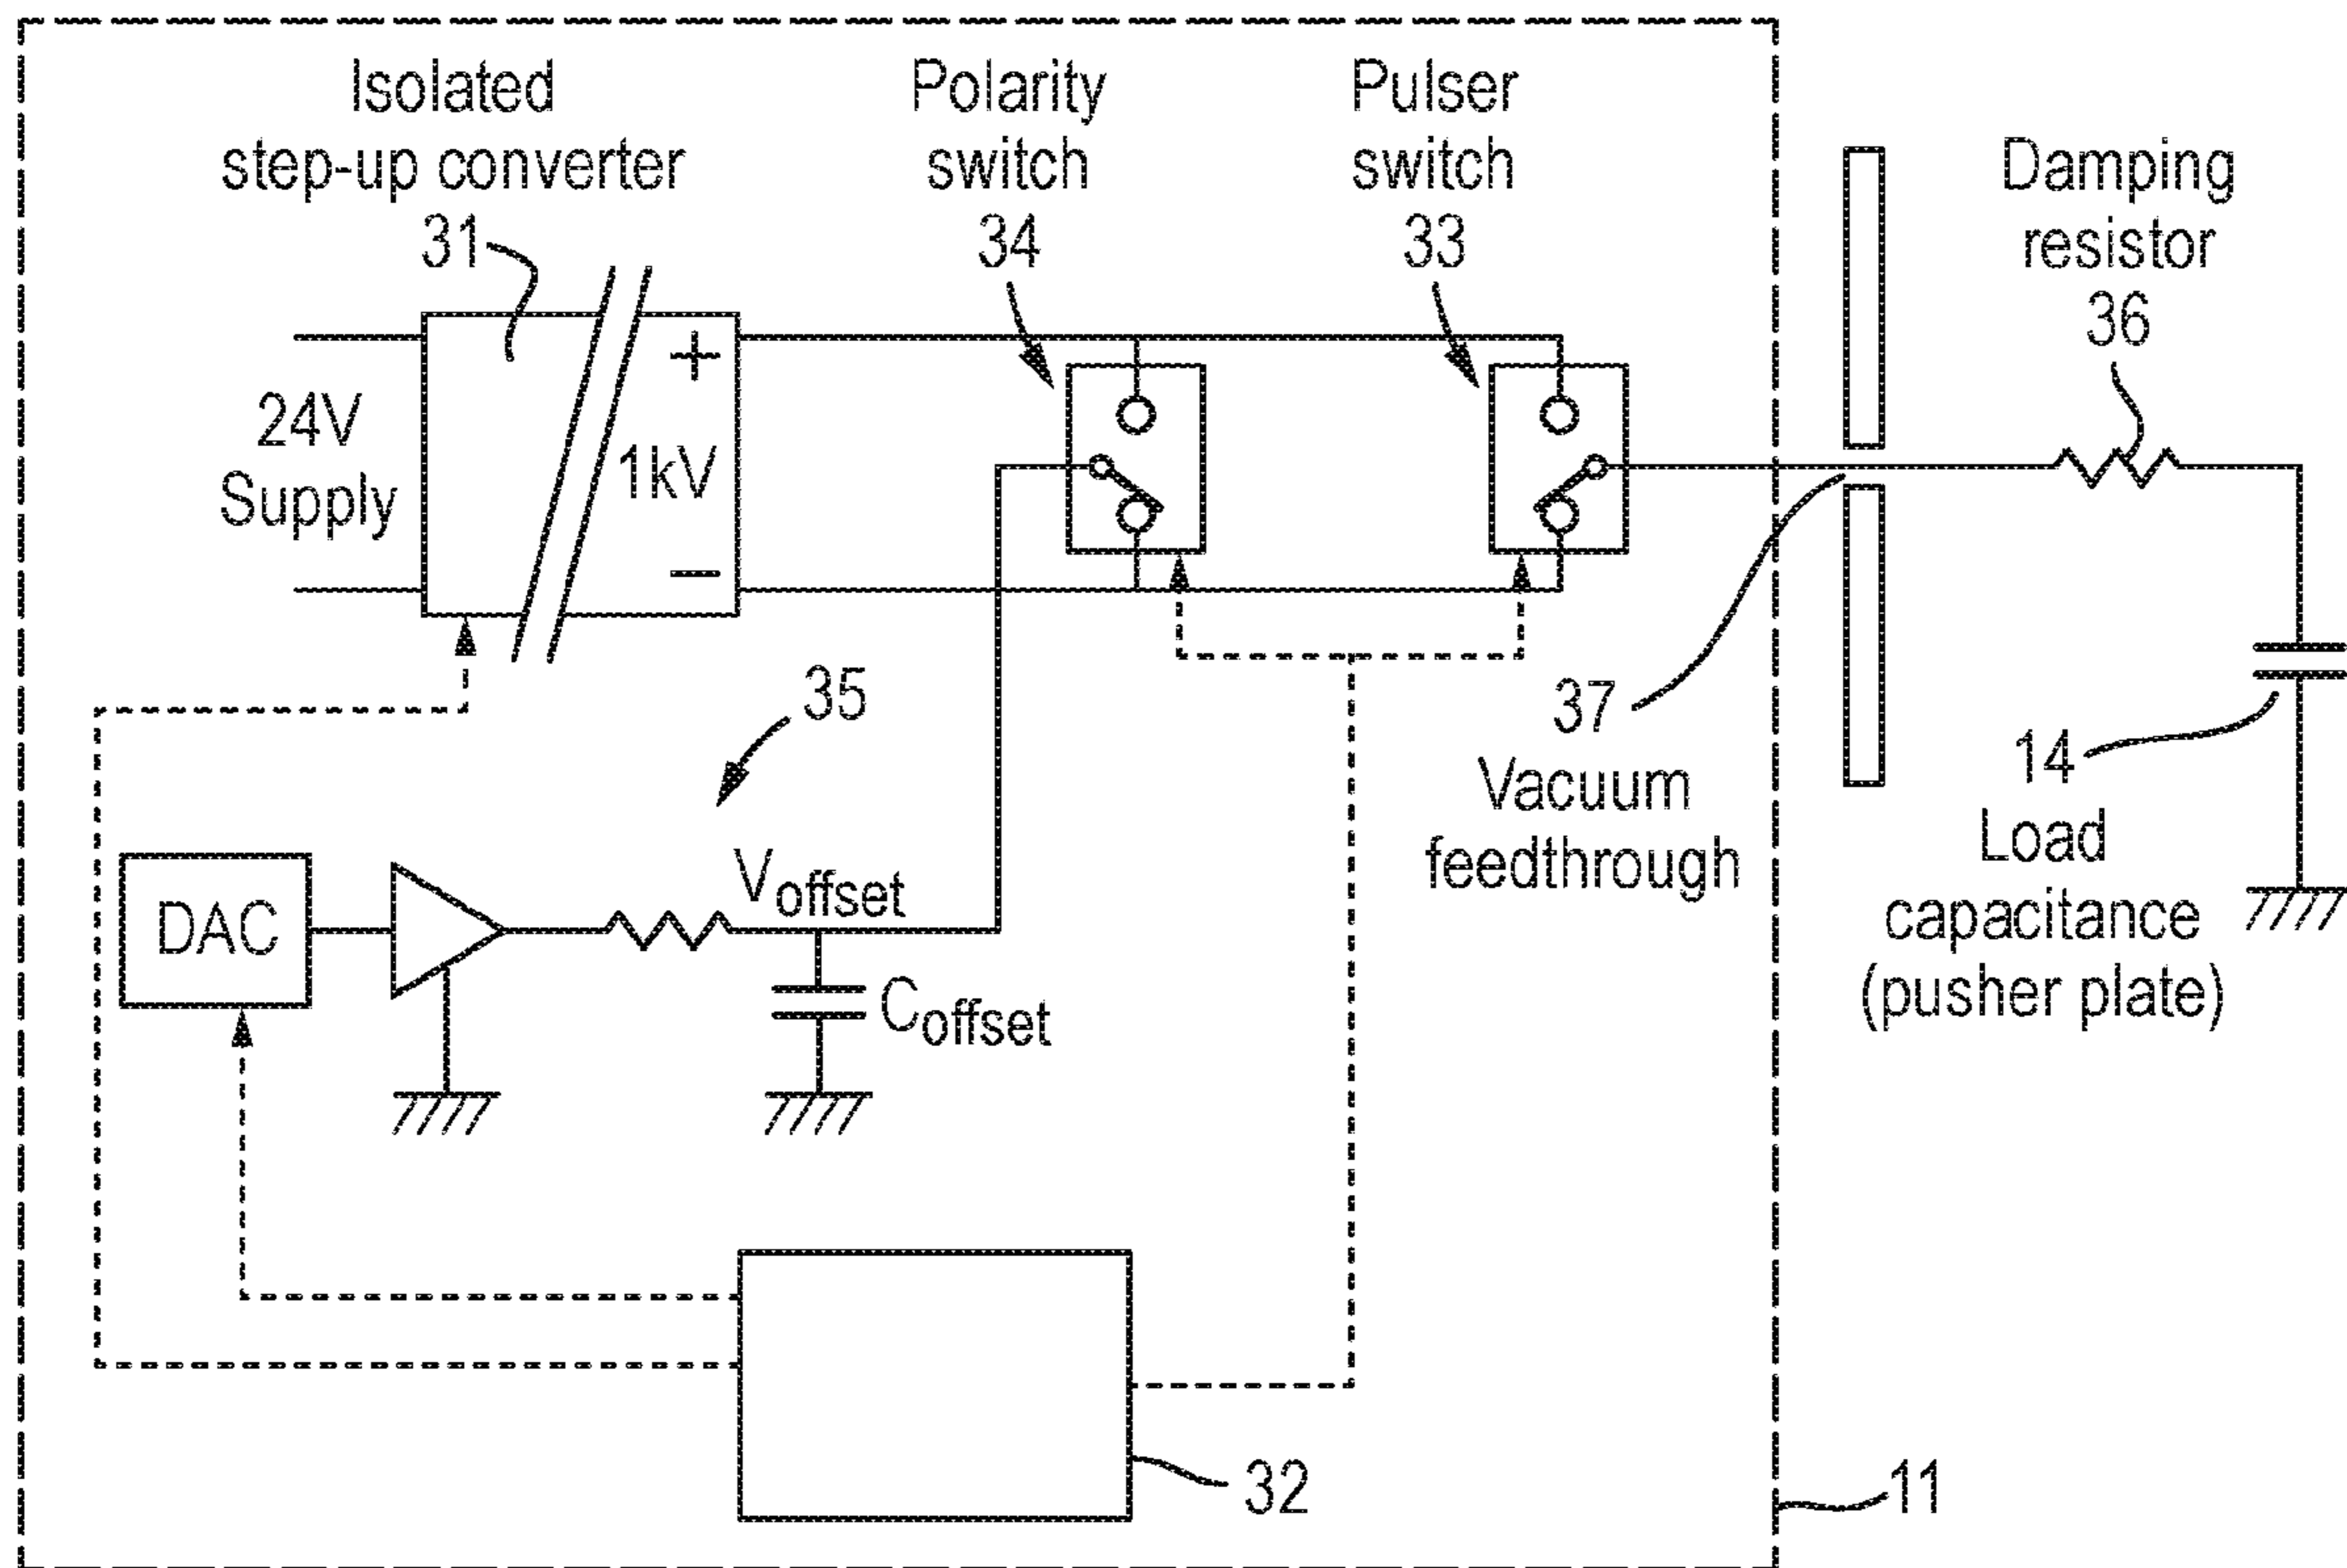 Isolated
step-up converter
31
Polarity
switch
34
Pulser
switch
33
Damping
resistor
36
24V
Supply
+
1kV
−
35
37
Vacuum
feedthrough
14
Load
capacitance
(pusher plate)
DAC
Voffset
Coffset
32
11